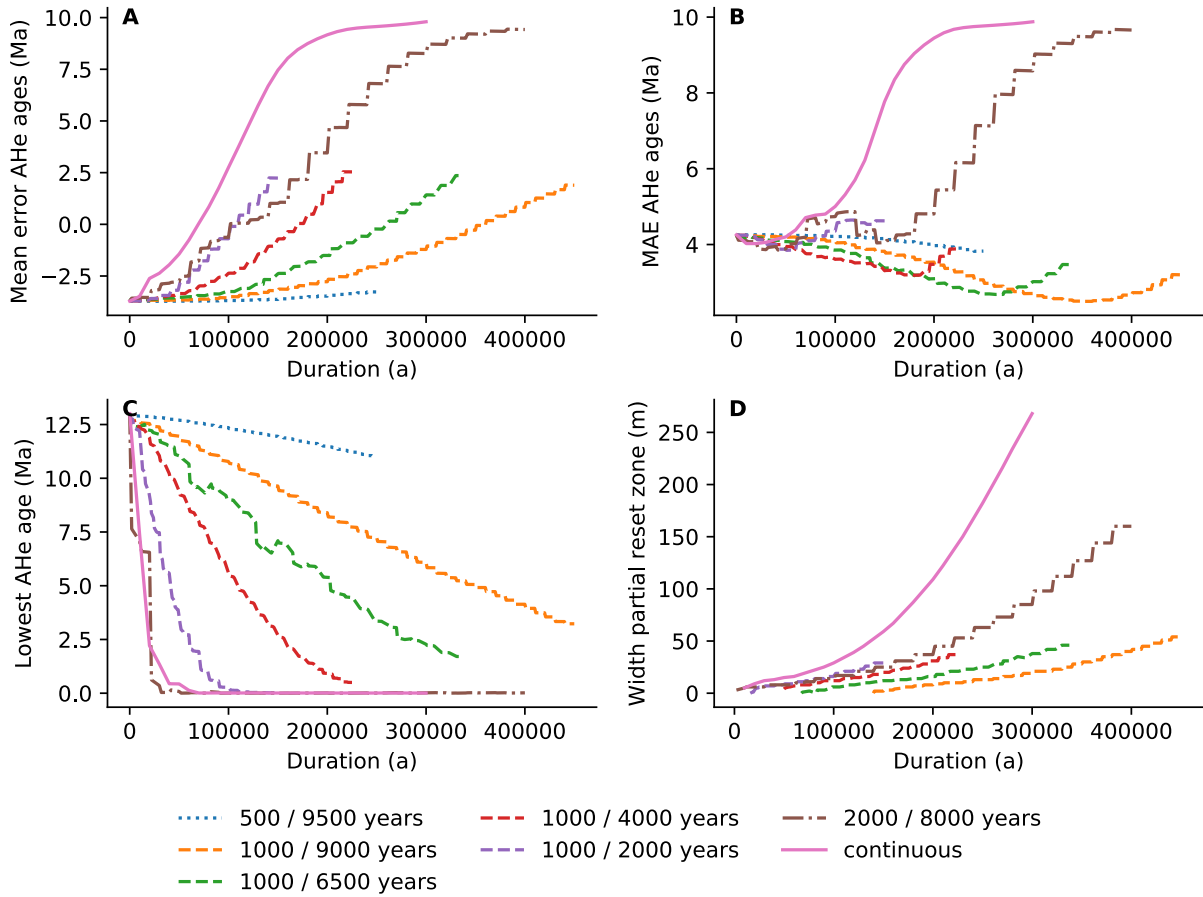 A
10.0
7.5
5.0
2.5
0.0
−2.5
Mean error AHe ages (Ma)
0 100000 200000 300000 400000
Duration (a)
B
10
8
6
4
MAE AHe ages (Ma)
0 100000 200000 300000 400000
Duration (a)
C
12.5
10.0
7.5
5.0
2.5
0.0
Lowest AHe age (Ma)
0 100000 200000 300000 400000
Duration (a)
D
250
200
150
100
50
0
Width partial reset zone (m)
0 100000 200000 300000 400000
Duration (a)
500 / 9500 years
1000 / 9000 years
1000 / 6500 years
1000 / 4000 years
1000 / 2000 years
2000 / 8000 years
continuous